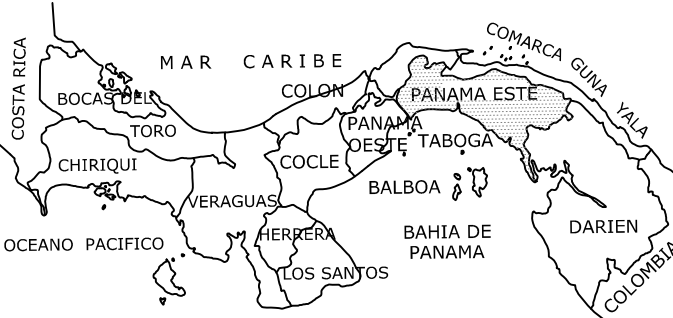 COSTA RICA
MAR CARIBE
COMARCA GUNA YALA
BOCAS DEL
TORO
COLON
PANAMA ESTE
PANAMA
OESTE
TABOGA
CHIRIQUI
COCLE
VERAGUAS
BALBOA
HERRERA
OCEANO PACIFICO
BAHIA DE
PANAMA
DARIEN
LOS SANTOS
COLOMBIA